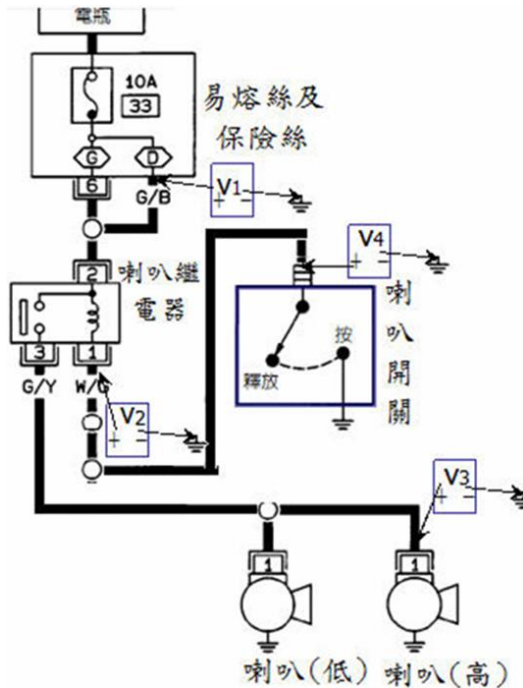 電瓶
10A
33
易熔絲及
保險絲
G
D
6
G/B
V1
+ -
2
喇叭繼
電器
3
1
G/Y
W/G
V2
+ -
V4
+ -
喇叭開關
按
釋放
V3
+ -
1
1
喇叭(低)
喇叭(高)